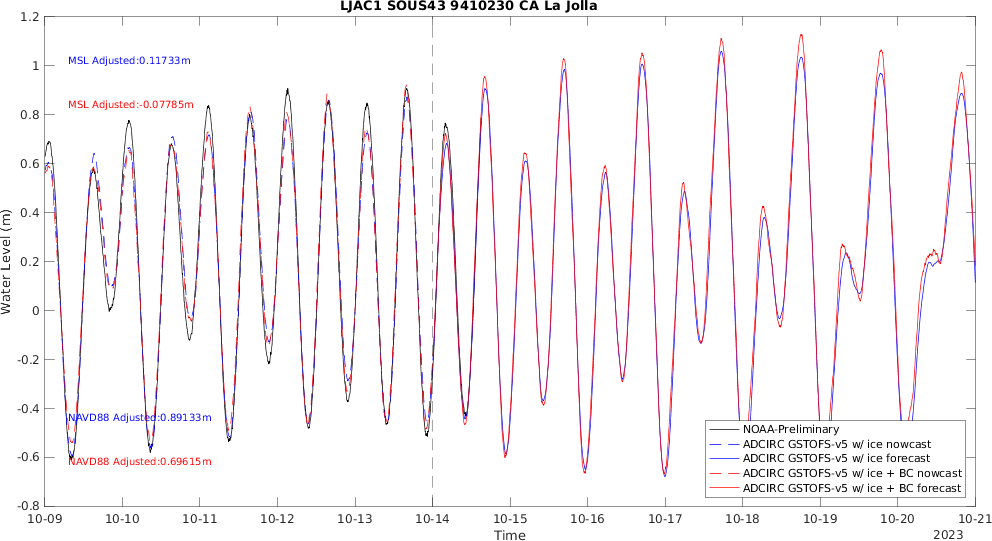 LJAC1 SOUS43 9410230 CA La Jolla
1.2
1
0.8
0.6
0.4
0.2
0
-0.2
-0.4
-0.6
-0.8
Water Level (m)
MSL Adjusted:0.11733m
MSL Adjusted:-0.07785m
NAVD88 Adjusted:0.89133m
NAVD88 Adjusted:0.69615m
NOAA-Preliminary
ADCIRC GSTOFS-v5 w/ ice nowcast
ADCIRC GSTOFS-v5 w/ ice forecast
ADCIRC GSTOFS-v5 w/ ice + BC nowcast
ADCIRC GSTOFS-v5 w/ ice + BC forecast
10-09 10-10 10-11 10-12 10-13 10-14 10-15 10-16 10-17 10-18 10-19 10-20 10-21
Time
2023